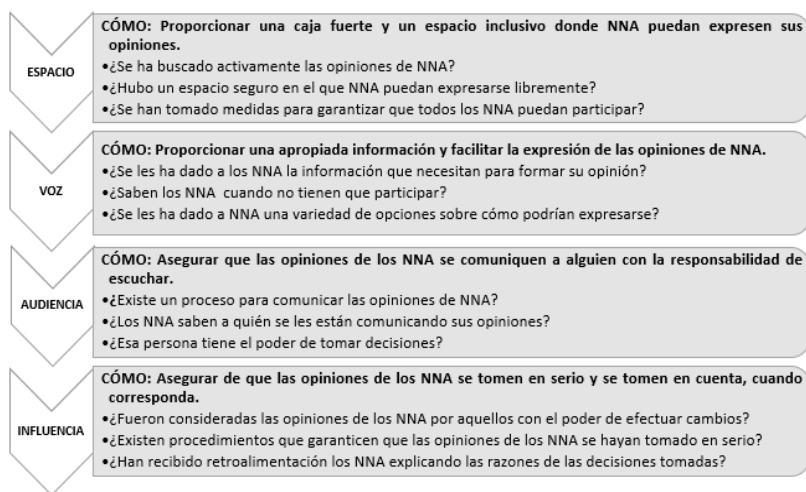 CÓMO: Proporcionar una caja fuerte y un espacio inclusivo donde NNA puedan expresen sus
opiniones.
ESPACIO
•¿Se ha buscado activamente las opiniones de NNA?
•¿Hubo un espacio seguro en el que NNA puedan expresarse libremente?
•¿Se han tomado medidas para garantizar que todos los NNA puedan participar?
CÓMO: Proporcionar una apropiada información y facilitar la expresión de las opiniones de NNA.
•¿Se les ha dado a los NNA la información que necesitan para formar su opinión?
VOZ
•¿Saben los NNA cuando no tienen que participar?
•¿Se les ha dado a NNA una variedad de opciones sobre cómo podrían expresarse?
CÓMO: Asegurar que las opiniones de los NNA se comuniquen a alguien con la responsabilidad de
escuchar.
AUDIENCIA
•¿Existe un proceso para comunicar las opiniones de NNA?
•¿Los NNA saben a quién se les están comunicando sus opiniones?
•¿Esa persona tiene el poder de tomar decisiones?
CÓMO: Asegurar de que las opiniones de los NNA se tomen en serio y se tomen en cuenta, cuando
corresponda.
INFLUENCIA
•¿Fueron consideradas las opiniones de los NNA por aquellos con el poder de efectuar cambios?
•¿Existen procedimientos que garanticen que las opiniones de los NNA se hayan tomado en serio?
•¿Han recibido retroalimentación los NNA explicando las razones de las decisiones tomadas?